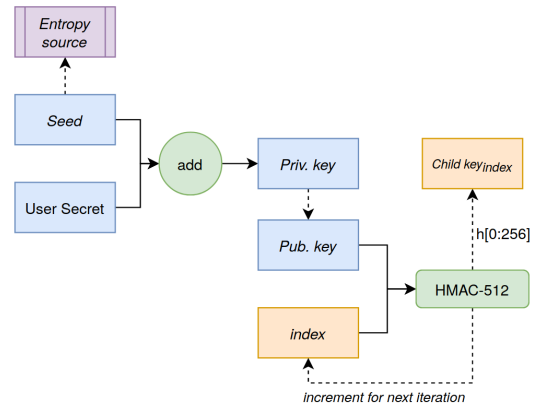 Entropy
source
Seed
User Secret
add
Priv. key
Pub. key
index
Child keyindex
h[0:256]
HMAC-512
increment for next iteration